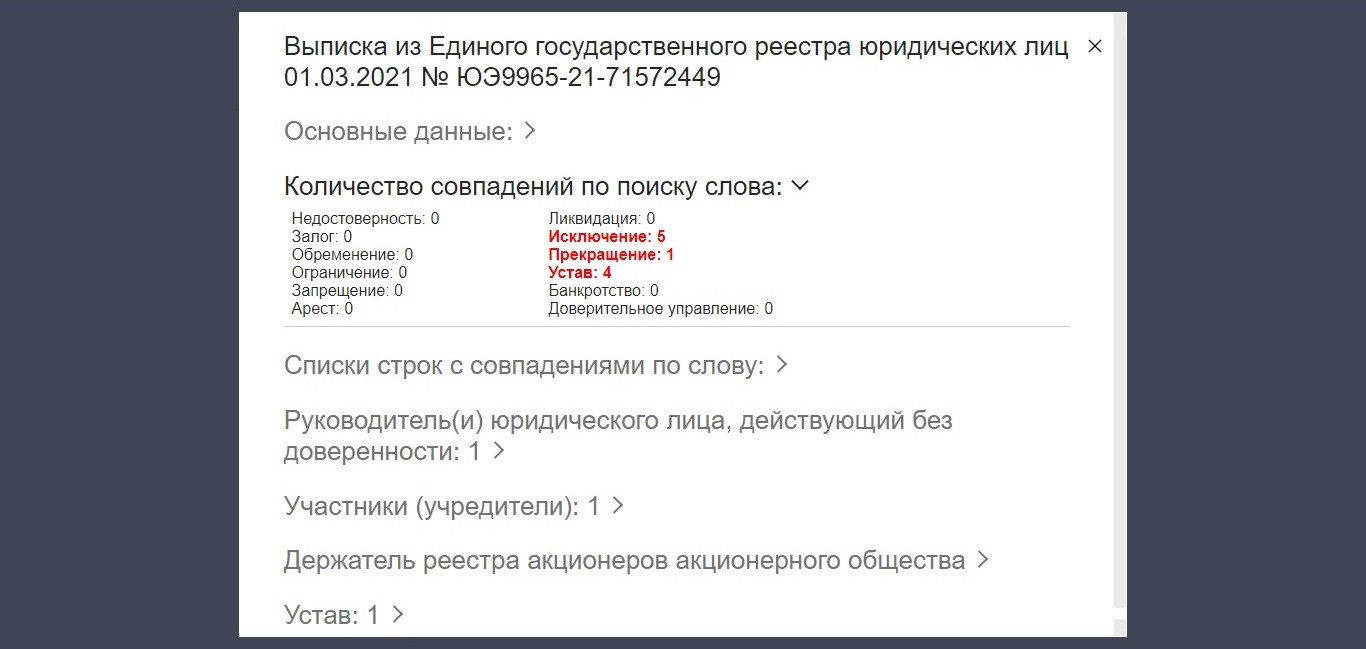 Выписка из Единого государственного реестра юридических лиц
01.03.2021 № ЮЭ9965-21-71572449
Основные данные:
Количество совпадений по поиску слова:
Недостоверность: 0
Залог: 0
Обременение: 0
Ограничение: 0
Запрещение: 0
Арест: 0
Ликвидация: 0
Исключение: 5
Прекращение: 1
Устав: 4
Банкротство: 0
Доверительное управление: 0
Списки строк с совпадениями по слову:
Руководитель(и) юридического лица, действующий без
доверенности: 1
Участники (учредители): 1
Держатель реестра акционеров акционерного общества
Устав: 1